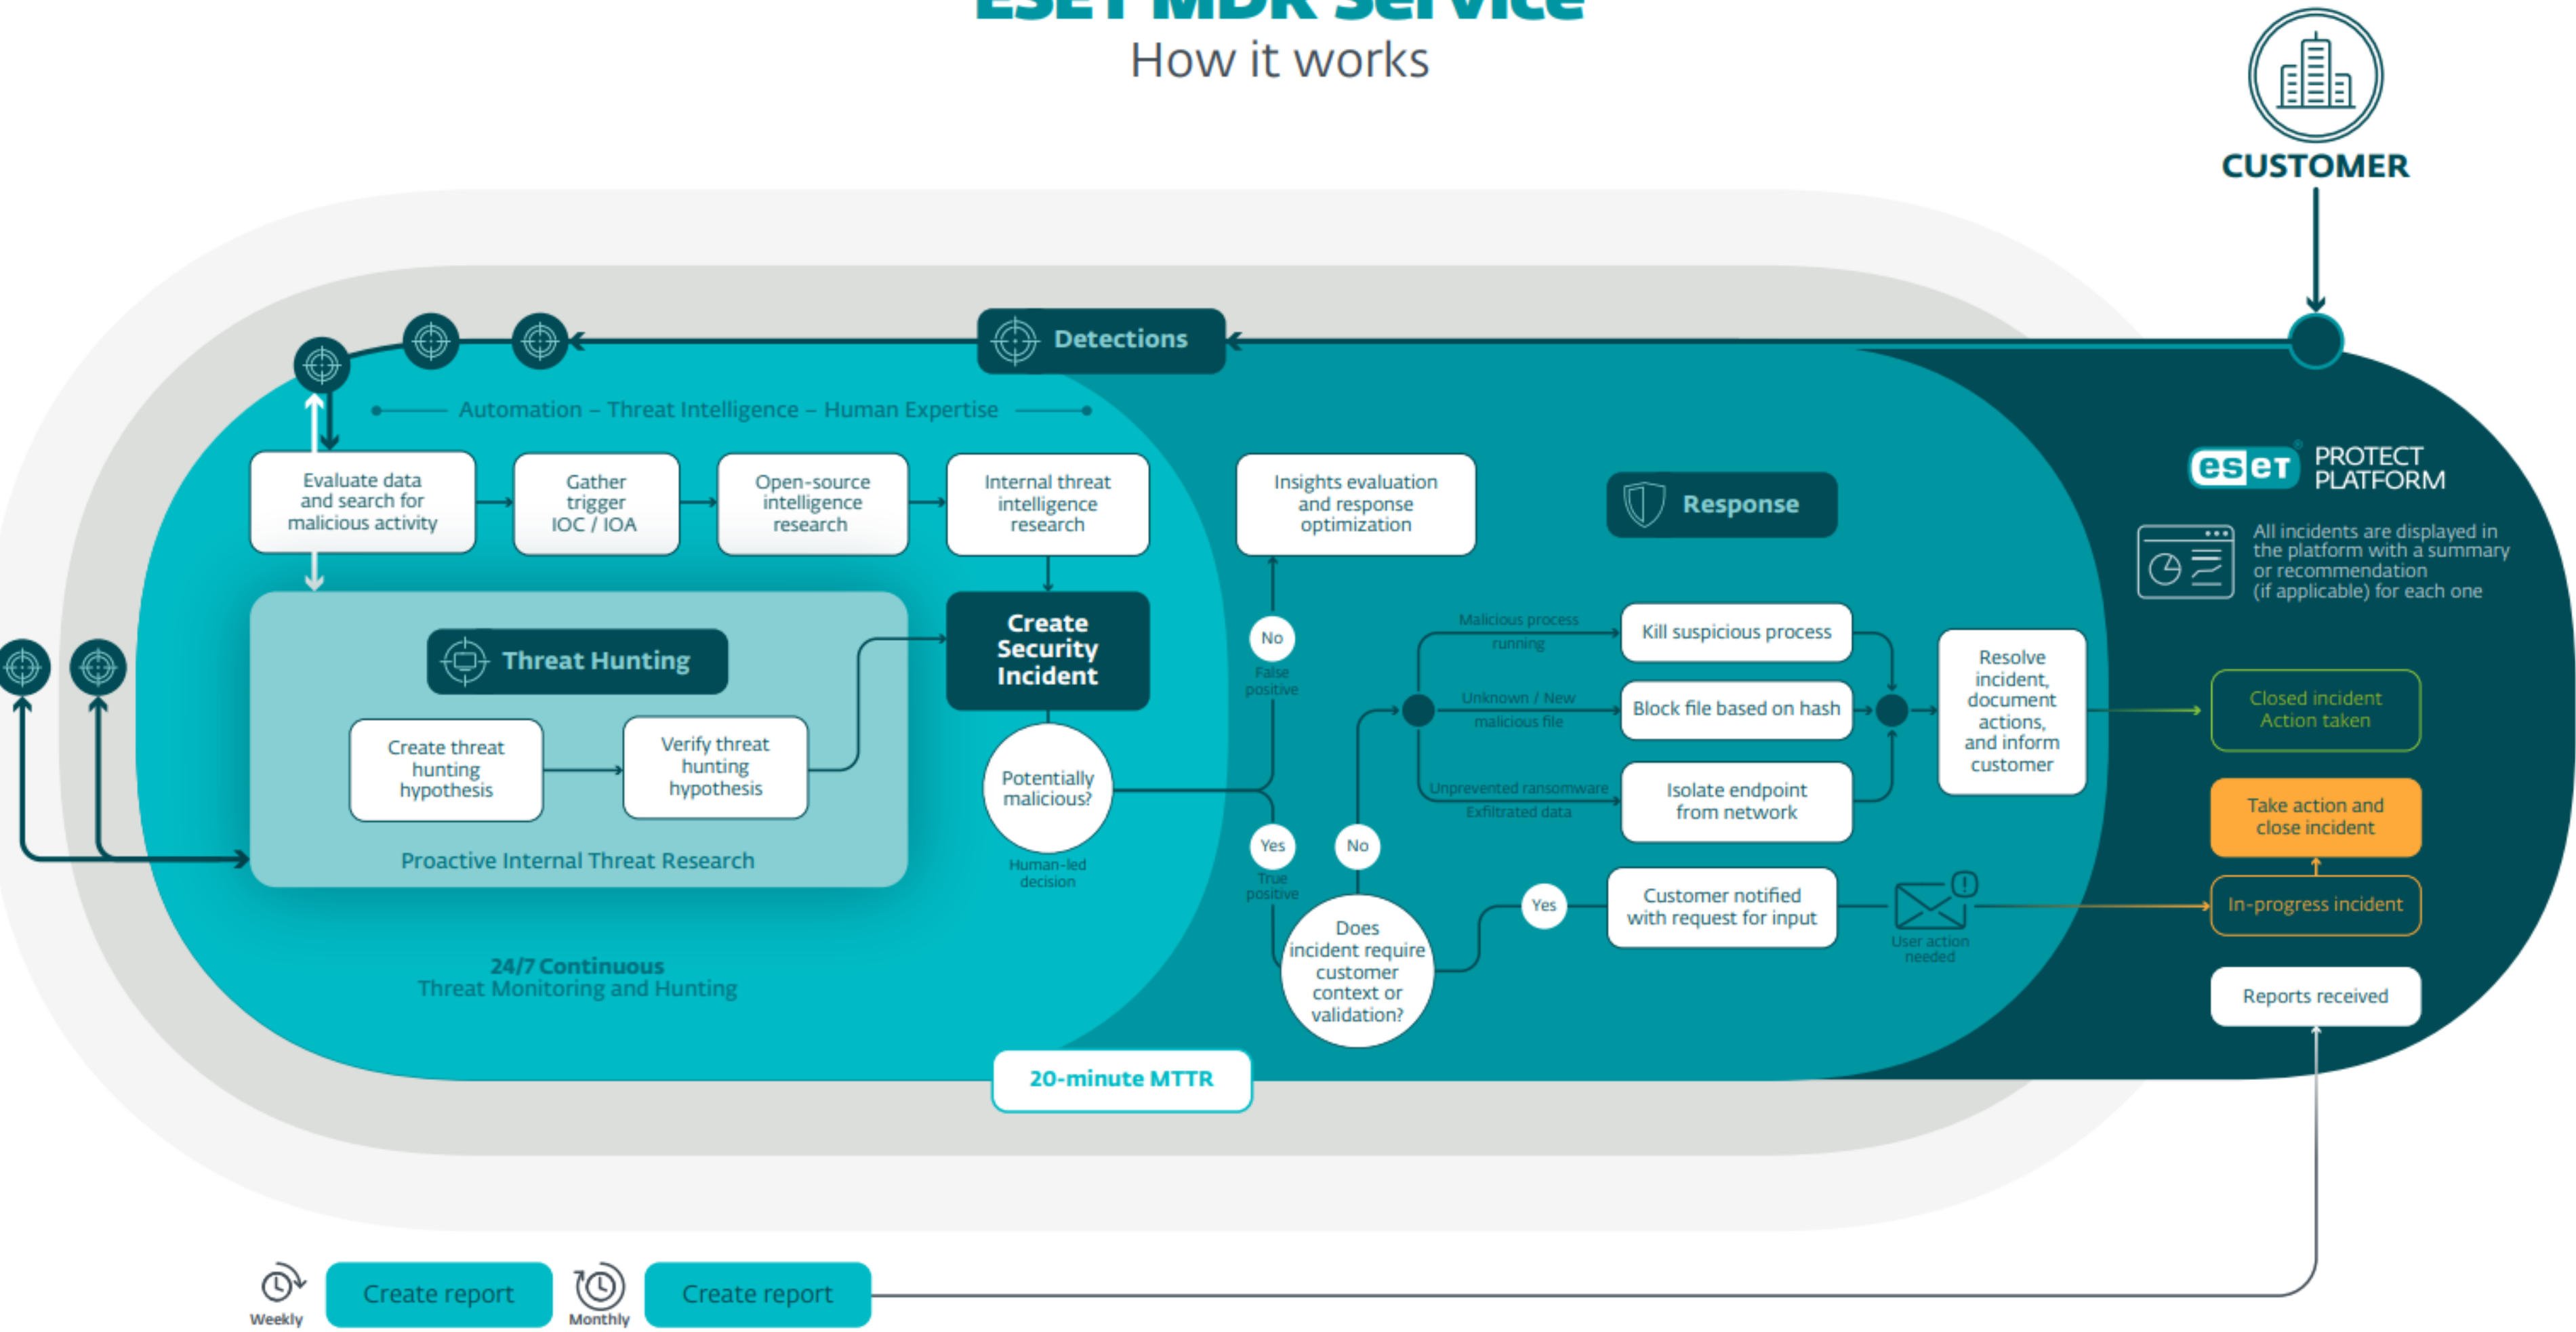 ESET MDR Service
How it works
CUSTOMER
Detections
Automation – Threat Intelligence – Human Expertise
Evaluate data
and search for
malicious activity
Gather
trigger
IOC / IOA
Open-source
intelligence
research
Internal threat
intelligence
research
Create
Security
Incident
Threat Hunting
Create threat
hunting
hypothesis
Verify threat
hunting
hypothesis
Proactive Internal Threat Research
Potentially
malicious?
Human-led
decision
24/7 Continuous
Threat Monitoring and Hunting
20-minute MTTR
Insights evaluation
and response
optimization
No
False
positive
Yes
True
positive
Does
incident require
customer
context or
validation?
No
Yes
Response
Malicious process
running
Kill suspicious process
Unknown / New
malicious file
Block file based on hash
Unprevented ransomware
Exfiltrated data
Isolate endpoint
from network
Resolve
incident,
document
actions,
and inform
customer
Customer notified
with request for input
User action
needed
eset® PROTECT
PLATFORM
All incidents are displayed in
the platform with a summary
or recommendation
(if applicable) for each one
Closed incident
Action taken
Take action and
close incident
In-progress incident
Reports received
Weekly
Create report
Monthly
Create report